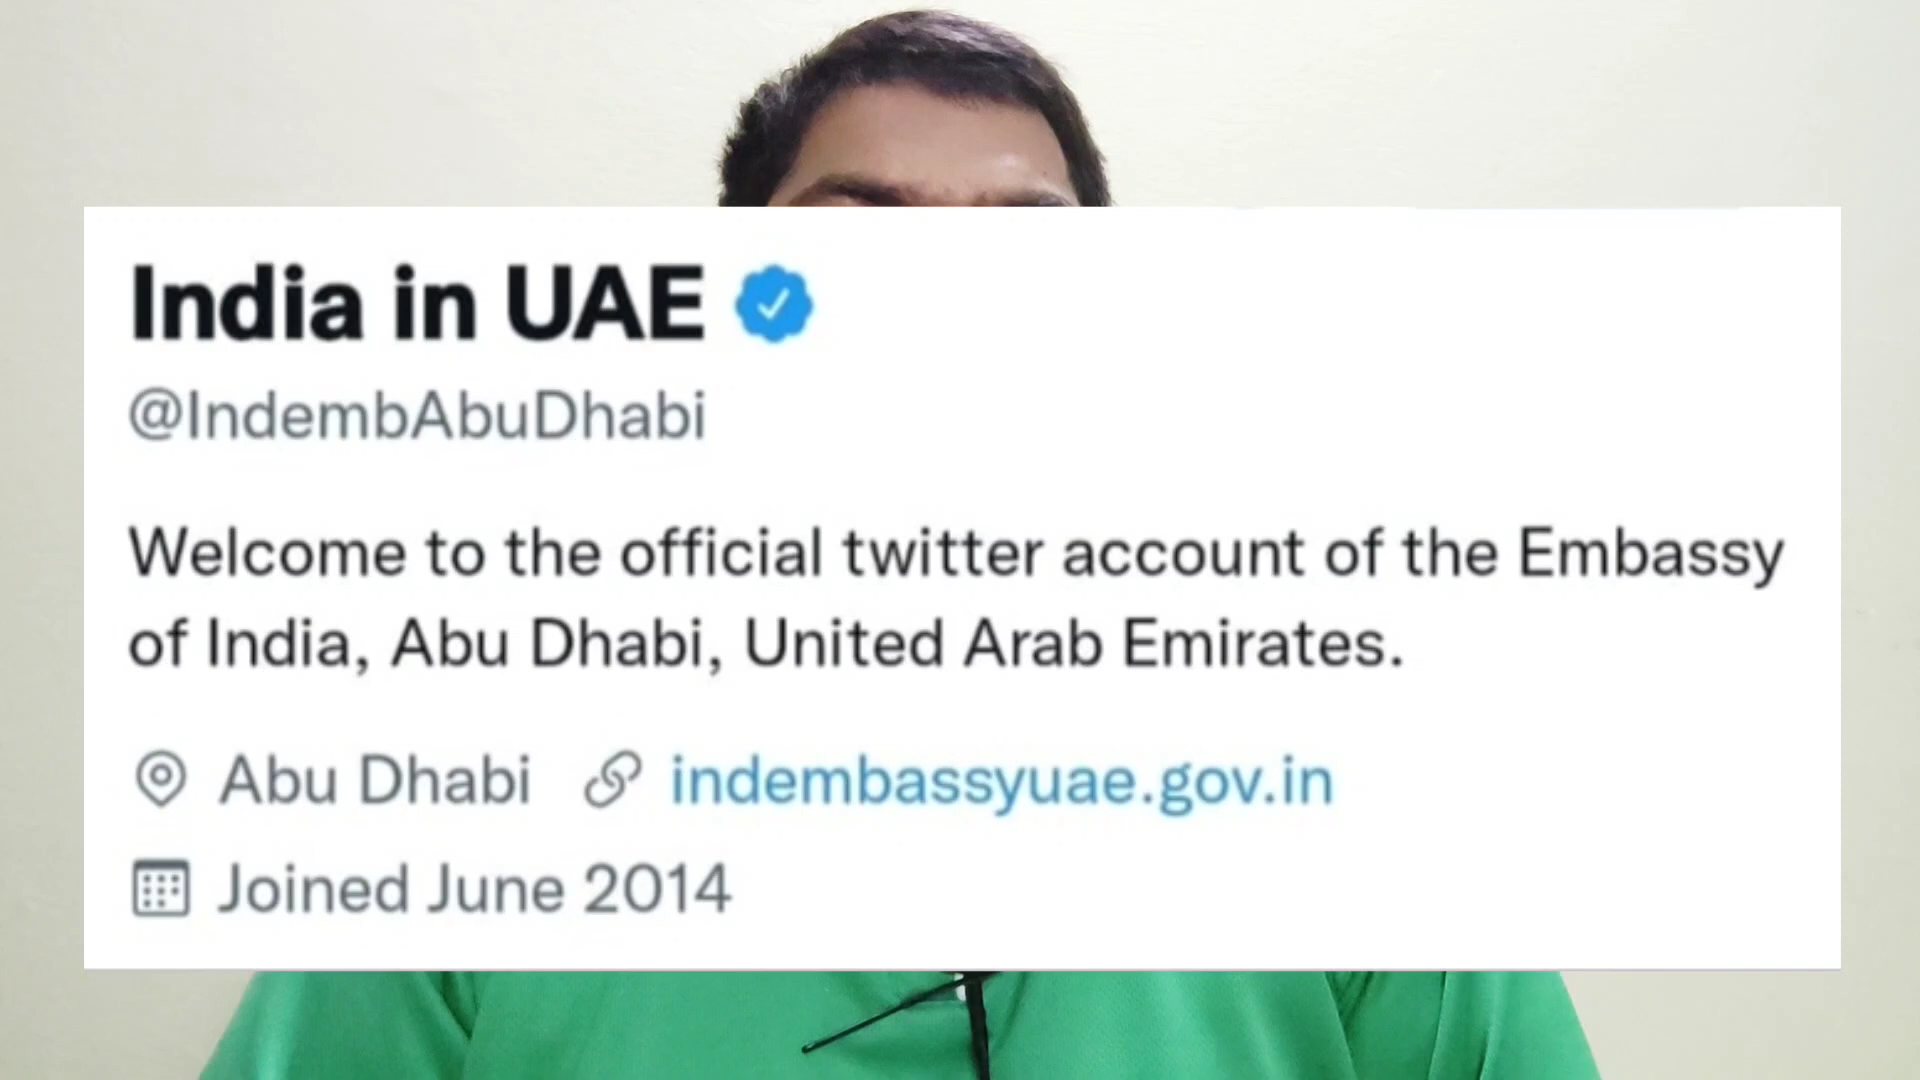 India in UAE
@IndembAbuDhabi
Welcome to the official twitter account of the Embassy
of India, Abu Dhabi, United Arab Emirates.
Abu Dhabi indembassyuae.gov.in
Joined June 2014